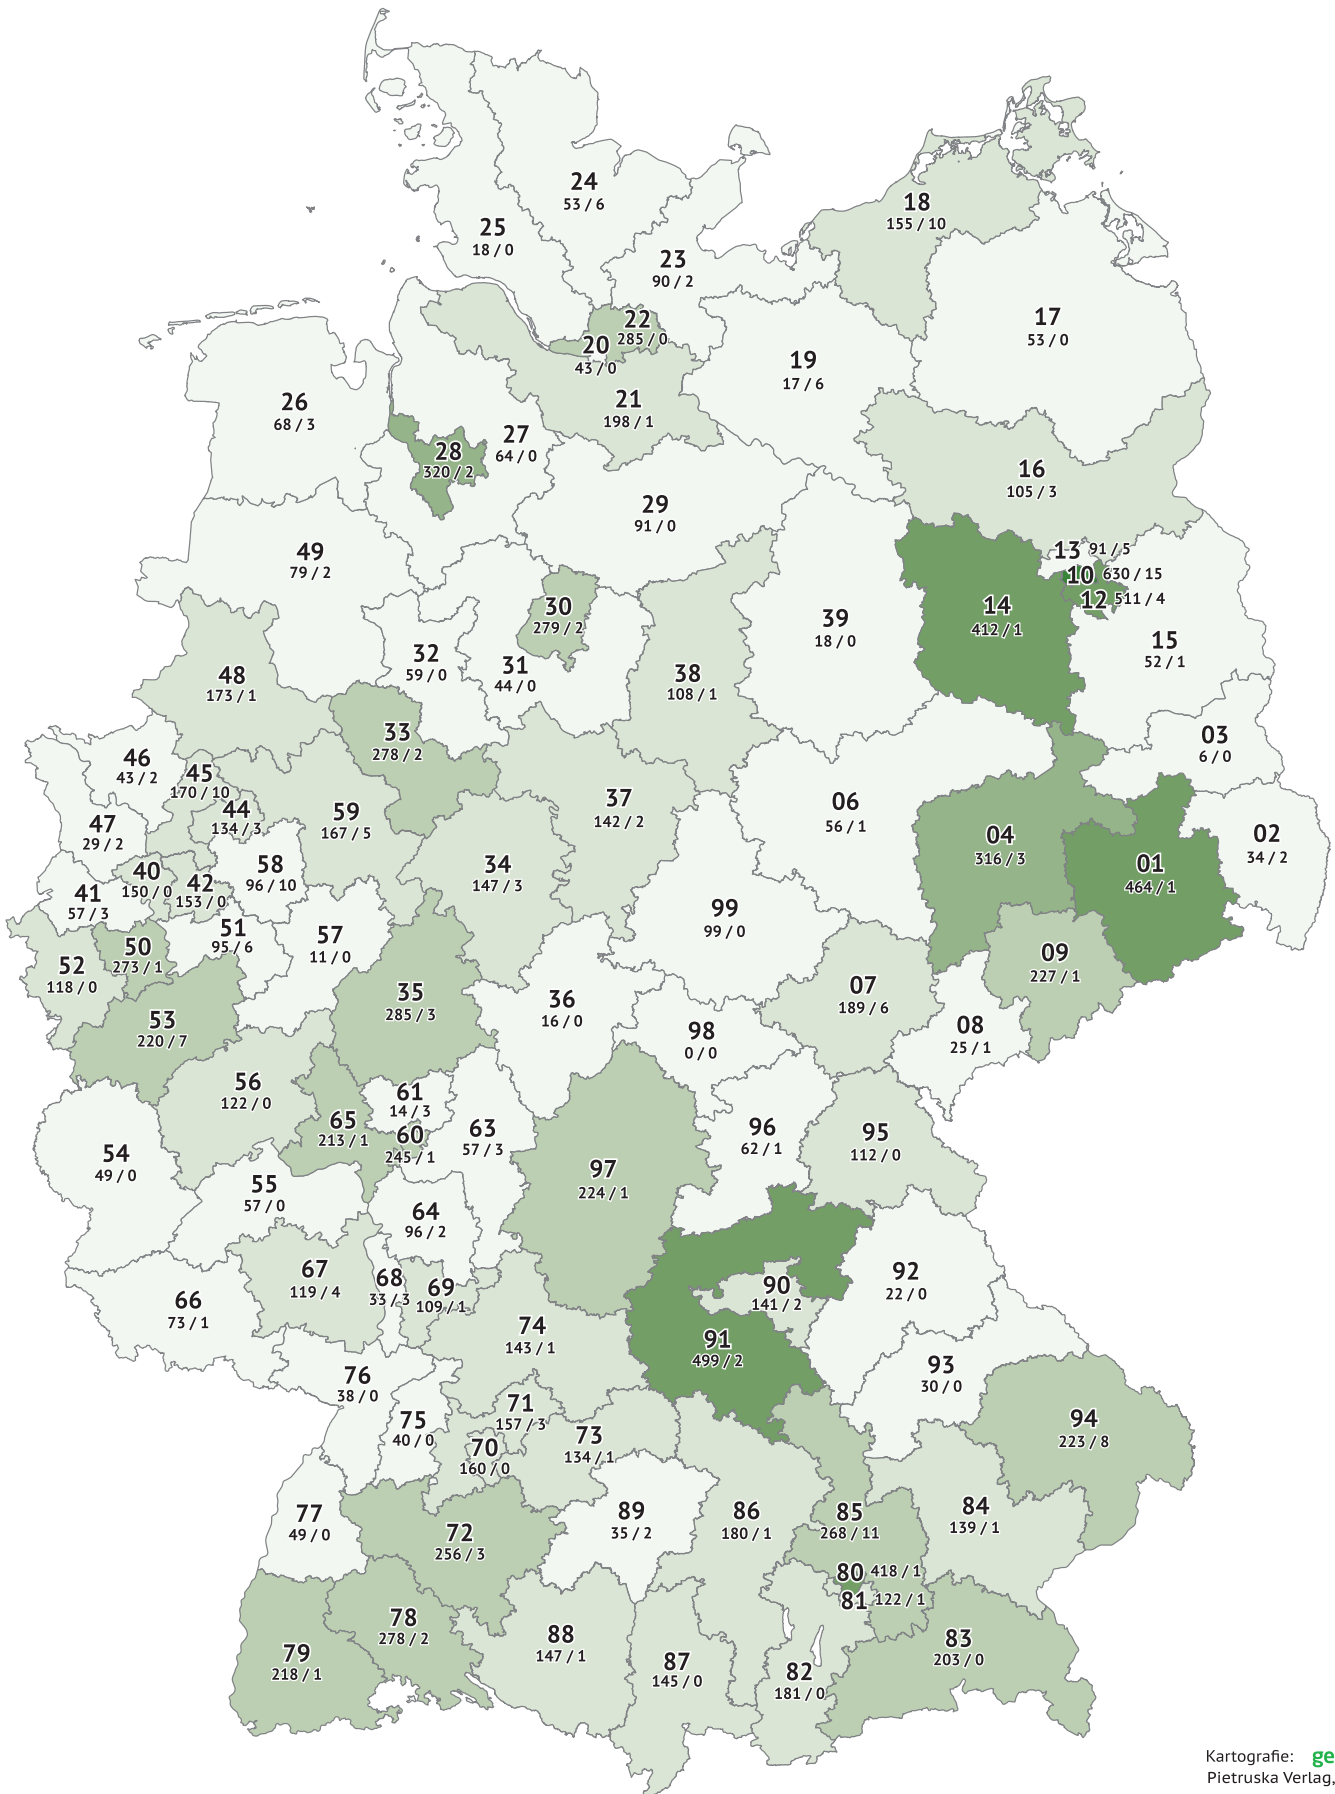 24
53 / 6
18
155 / 10
25
18 / 0
23
90 / 2
17
53 / 0
22
285 / 0
20
43 / 0
19
17 / 6
26
68 / 3
21
198 / 1
27
64 / 0
28
320 / 2
16
105 / 3
29
91 / 0
49
79 / 2
13 91 / 5
10 630 / 15
12 511 / 4
30
279 / 2
14
412 / 1
39
18 / 0
15
52 / 1
32
59 / 0
31
44 / 0
48
173 / 1
38
108 / 1
33
278 / 2
03
6 / 0
46
43 / 2
45
170 / 10
44
134 / 3
59
167 / 5
37
142 / 2
06
56 / 1
47
29 / 2
04
316 / 3
02
34 / 2
01
464 / 1
58
96 / 10
34
147 / 3
40
150 / 0
42
153 / 0
41
57 / 3
99
99 / 0
51
95 / 6
57
11 / 0
50
273 / 1
52
118 / 0
09
227 / 1
35
285 / 3
36
16 / 0
07
189 / 6
53
220 / 7
98
0 / 0
08
25 / 1
56
122 / 0
61
14 / 3
65
213 / 1
60
245 / 1
63
57 / 3
96
62 / 1
95
112 / 0
54
49 / 0
97
224 / 1
55
57 / 0
64
96 / 2
67
119 / 4
68
33 / 3
69
109 / 1
90
141 / 2
92
22 / 0
66
73 / 1
74
143 / 1
91
499 / 2
76
38 / 0
93
30 / 0
71
157 / 3
75
40 / 0
73
134 / 1
94
223 / 8
70
160 / 0
77
49 / 0
72
256 / 3
89
35 / 2
86
180 / 1
85
268 / 11
84
139 / 1
80 418 / 1
81 122 / 1
78
278 / 2
88
147 / 1
83
203 / 0
79
218 / 1
87
145 / 0
82
181 / 0
Kartografie: ge
Pietruska Verlag,